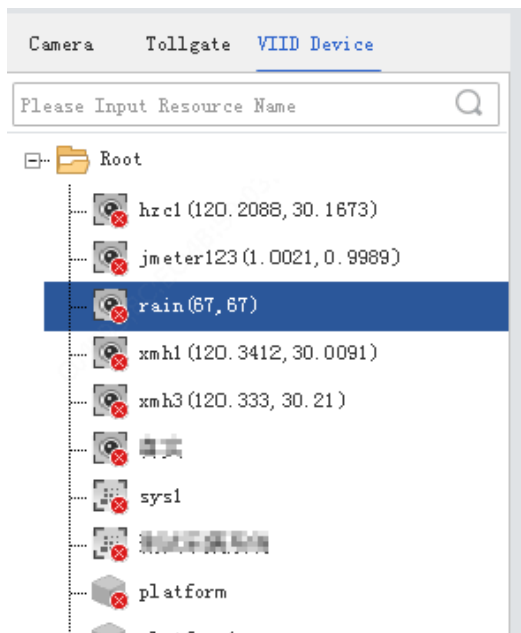 Camera Tollgate VIID Device
Please Input Resource Name
Root
hzc1(120.2088,30.1673)
jmeter123(1.0021,0.9989)
rain(67,67)
xmh1(120.3412,30.0091)
xmh3(120.333,30.21)
sys1
platform